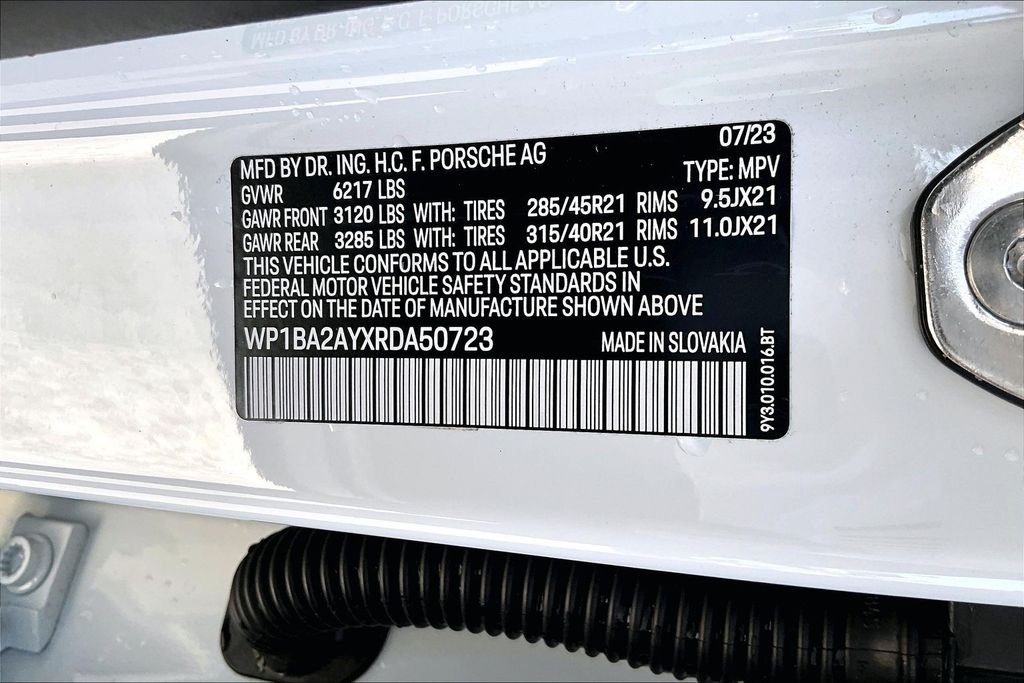 MFD BY DR. ING. H.C. F. PORSCHE AG 07/23
GVWR 6217 LBS TYPE: MPV
GAWR FRONT 3120 LBS WITH: TIRES 285/45R21 RIMS 9.5JX21
GAWR REAR 3285 LBS WITH: TIRES 315/40R21 RIMS 11.0JX21
THIS VEHICLE CONFORMS TO ALL APPLICABLE U.S.
FEDERAL MOTOR VEHICLE SAFETY STANDARDS IN
EFFECT ON THE DATE OF MANUFACTURE SHOWN ABOVE
WP1BA2AYXRDA50723 MADE IN SLOVAKIA
9Y3.010.016.BT